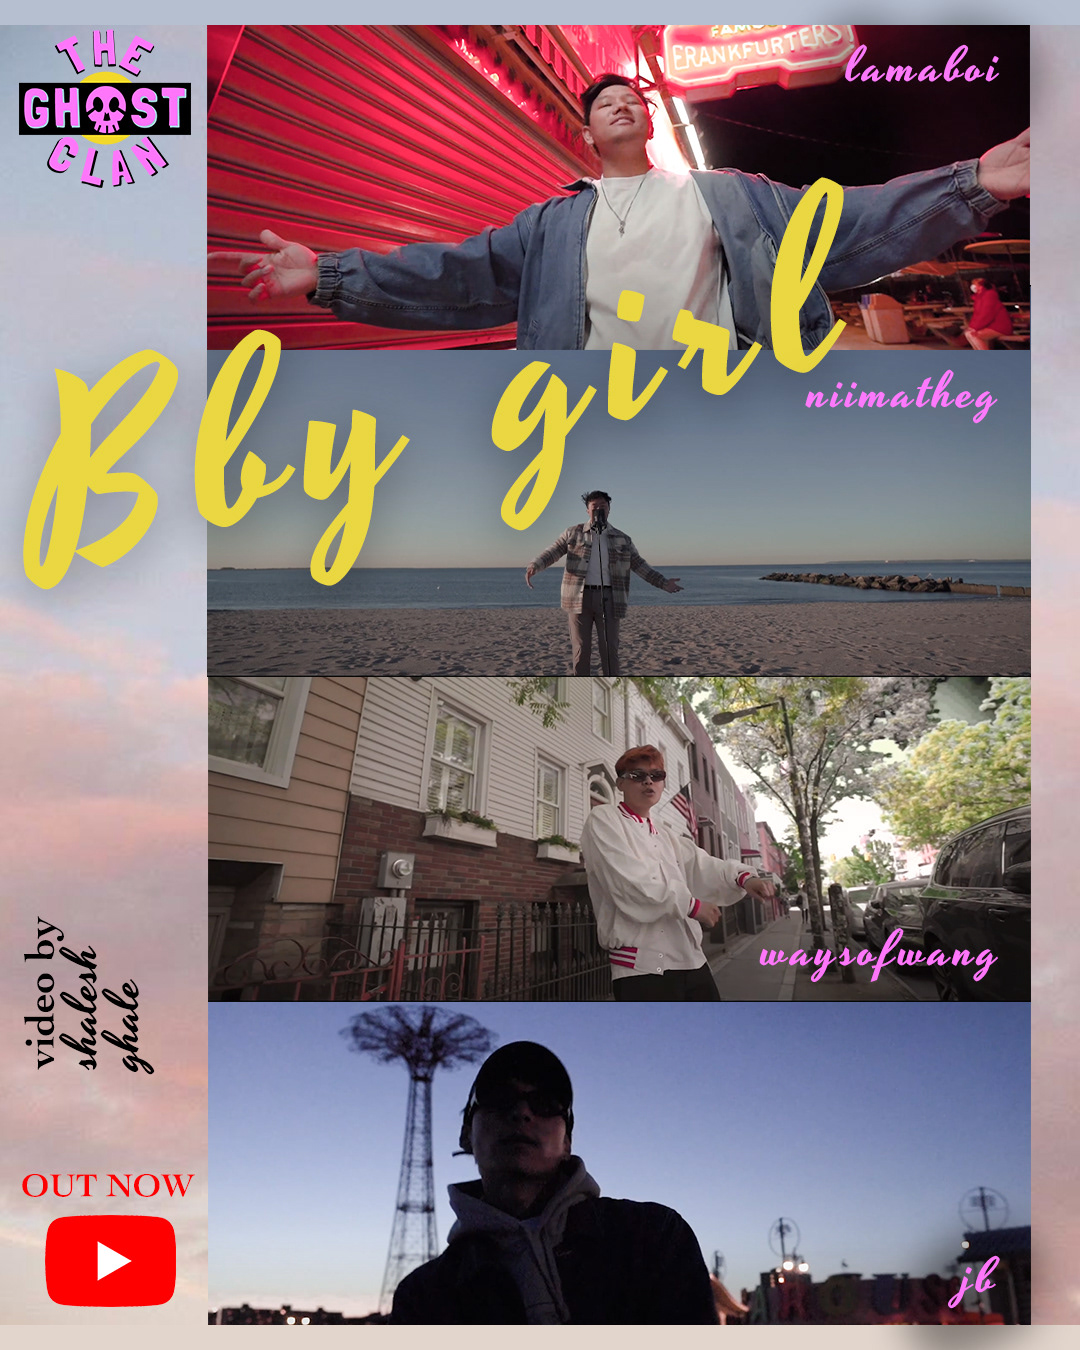 THE
GHOST
CLAN
FRANKFURTERS
lamaboi
Bby girl
niimatheg
waysofwang
video by
shalesh
ghale
OUT NOW
jb